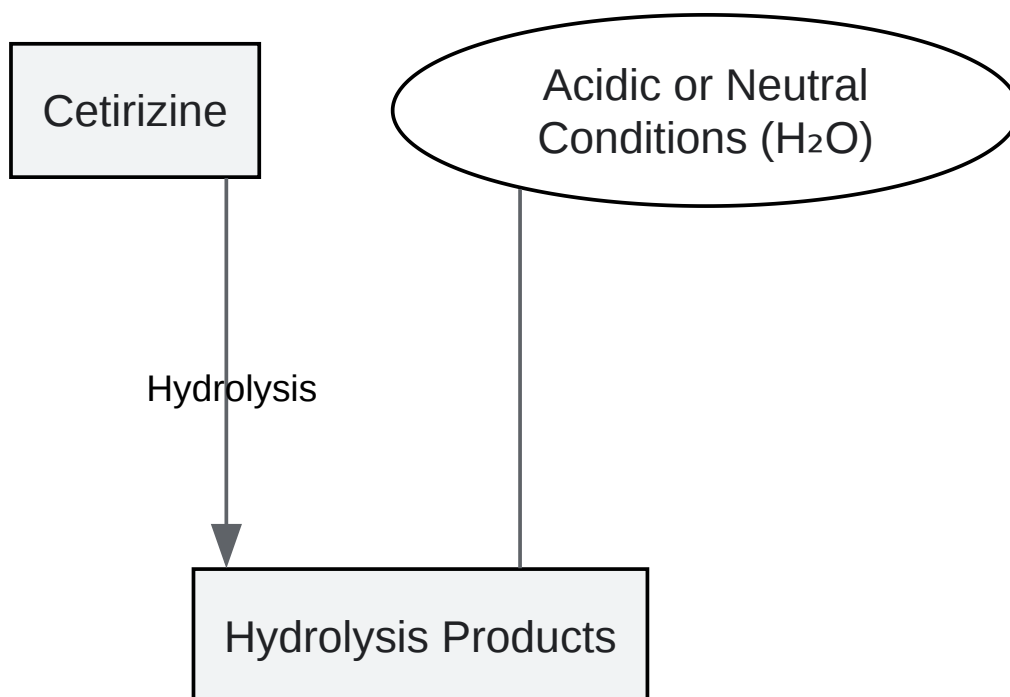 Cetirizine
Acidic or Neutral
Conditions (H₂O)
Hydrolysis
Hydrolysis Products